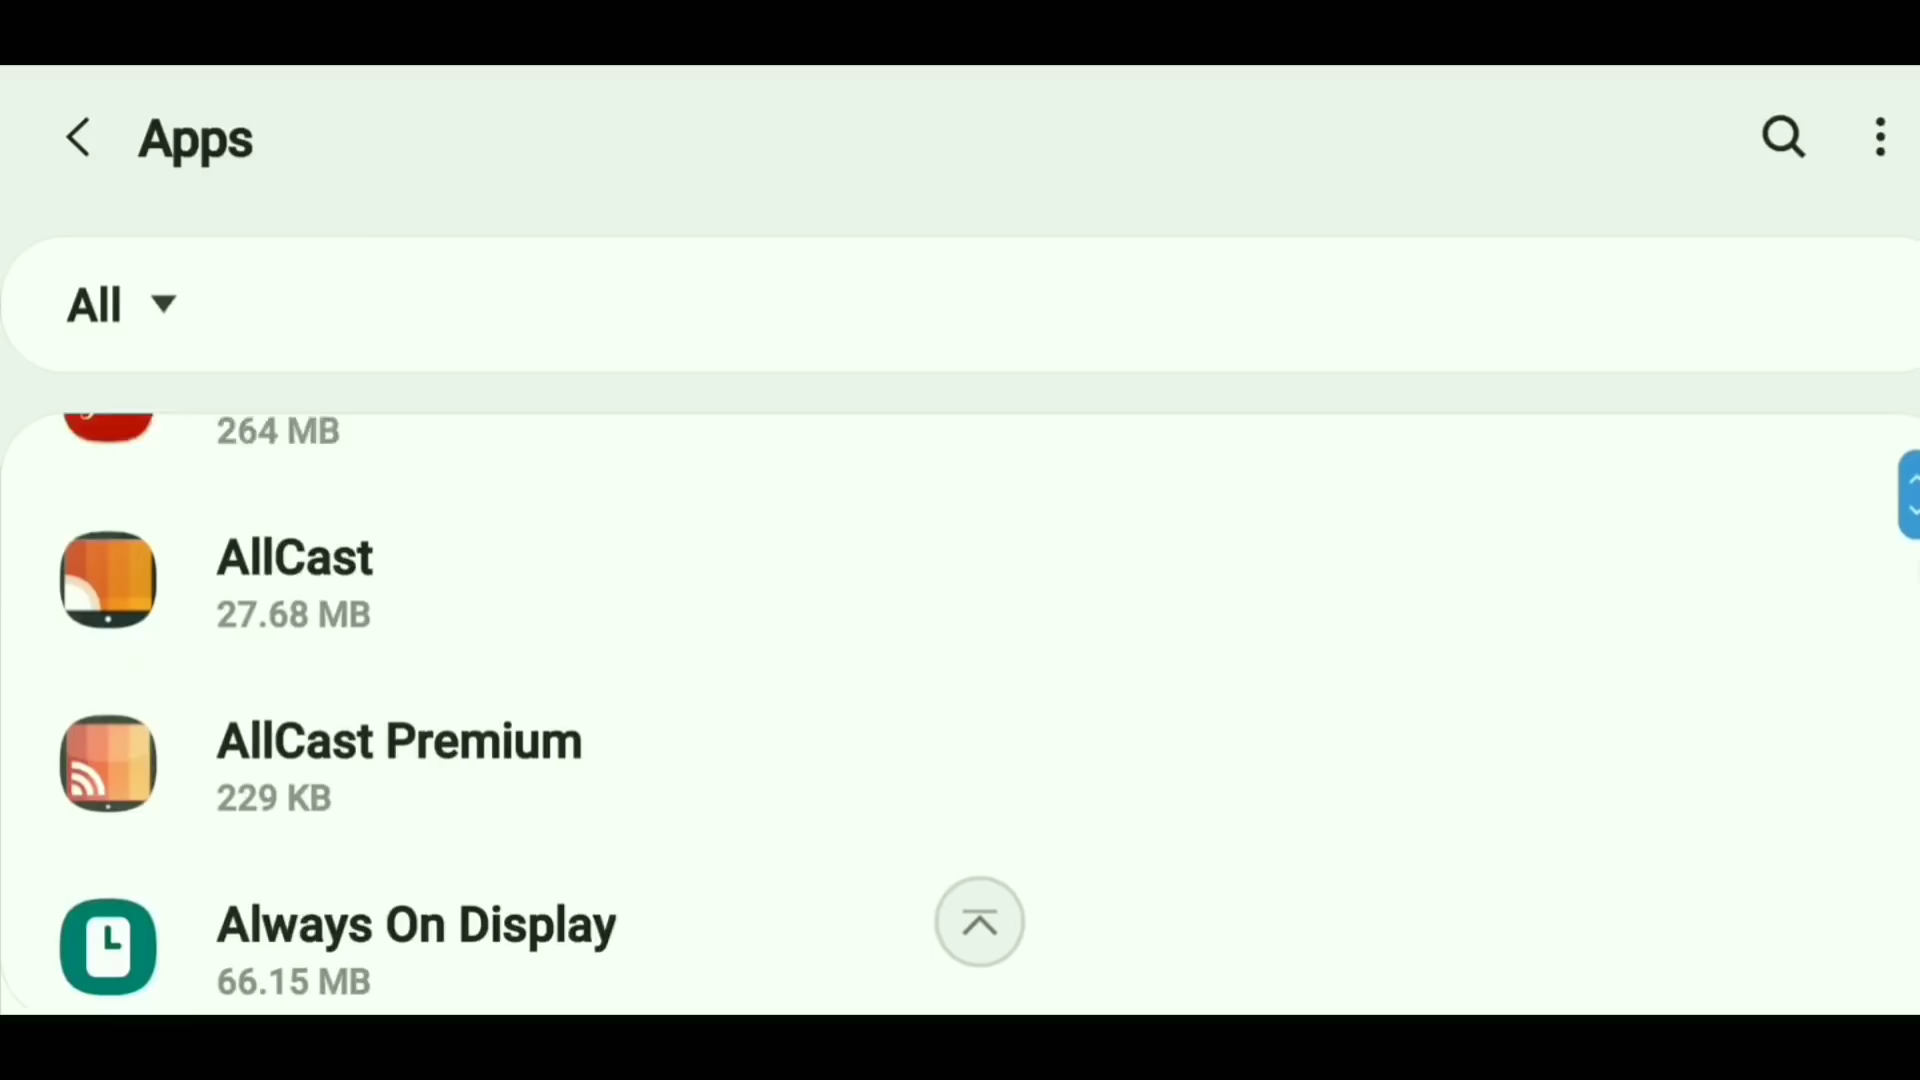 Apps
All
264 MB
AllCast
27.68 MB
AllCast Premium
229 KB
Always On Display
66.15 MB